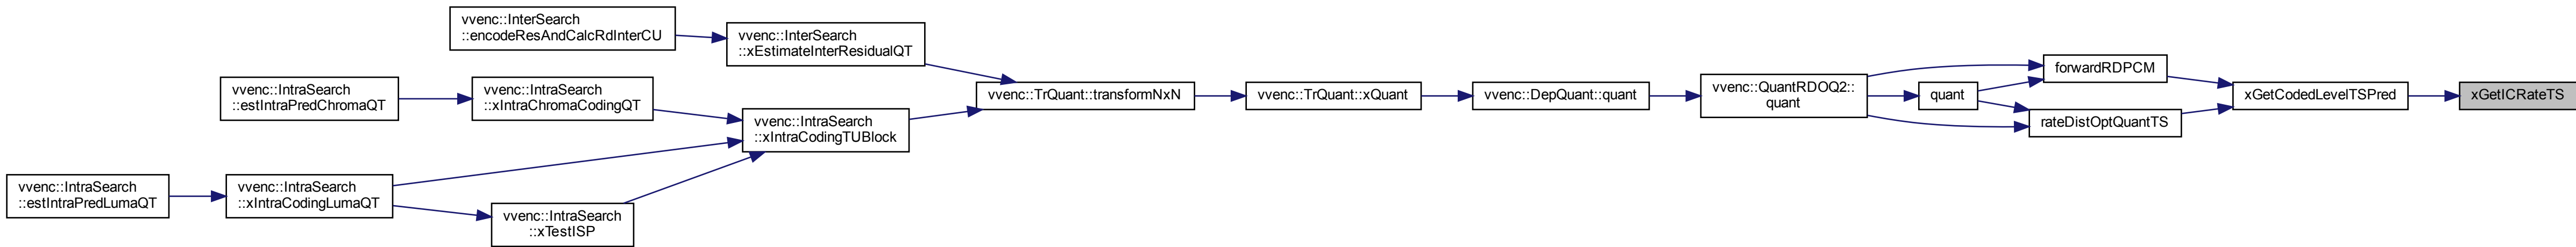 vvenc::InterSearch
::encodeResAndCalcRdInterCU
vvenc::InterSearch
::xEstimateInterResidualQT
vvenc::IntraSearch
::estIntraPredChromaQT
vvenc::IntraSearch
::xIntraChromaCodingQT
vvenc::IntraSearch
::xIntraCodingTUBlock
vvenc::IntraSearch
::estIntraPredLumaQT
vvenc::IntraSearch
::xIntraCodingLumaQT
vvenc::IntraSearch
::xTestISP
vvenc::TrQuant::transformNxN
vvenc::TrQuant::xQuant
vvenc::DepQuant::quant
vvenc::QuantRDOQ2::
quant
quant
forwardRDPCM
rateDistOptQuantTS
xGetCodedLevelTSPred
xGetICRateTS